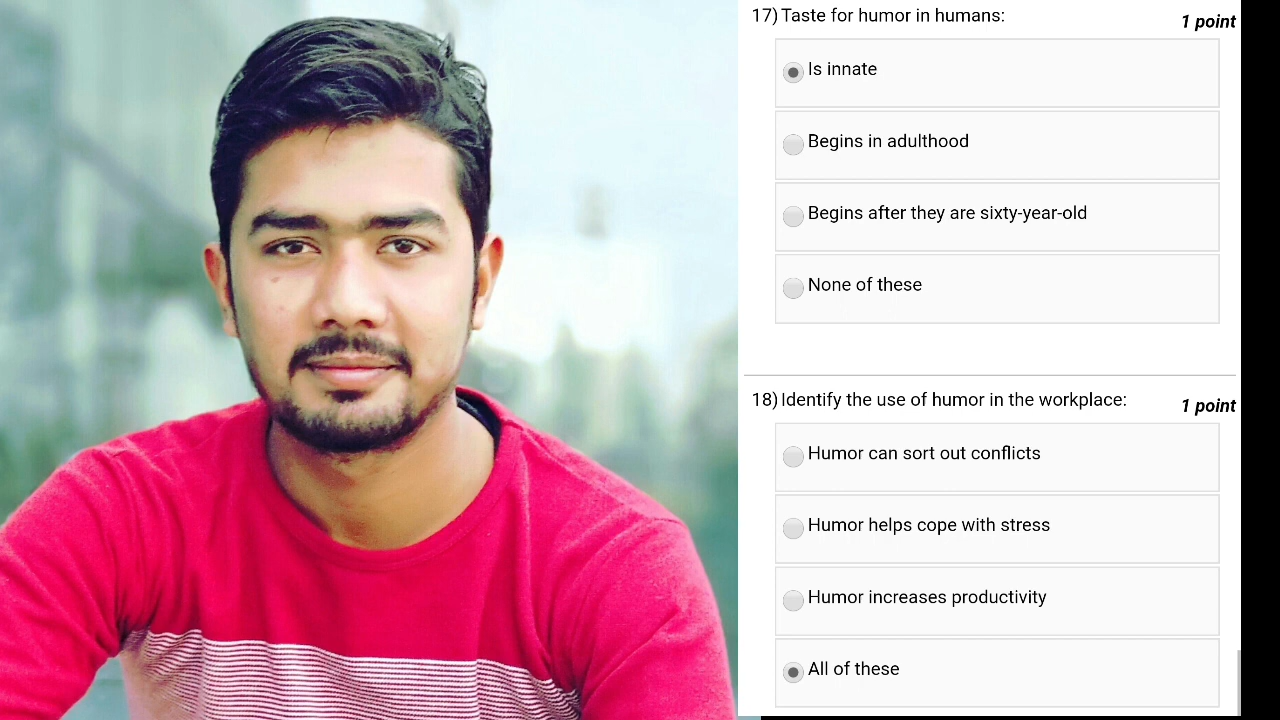 17) Taste for humor in humans:
1 point
Is innate
Begins in adulthood
Begins after they are sixty-year-old
None of these
18) Identify the use of humor in the workplace:
1 point
Humor can sort out conflicts
Humor helps cope with stress
Humor increases productivity
All of these